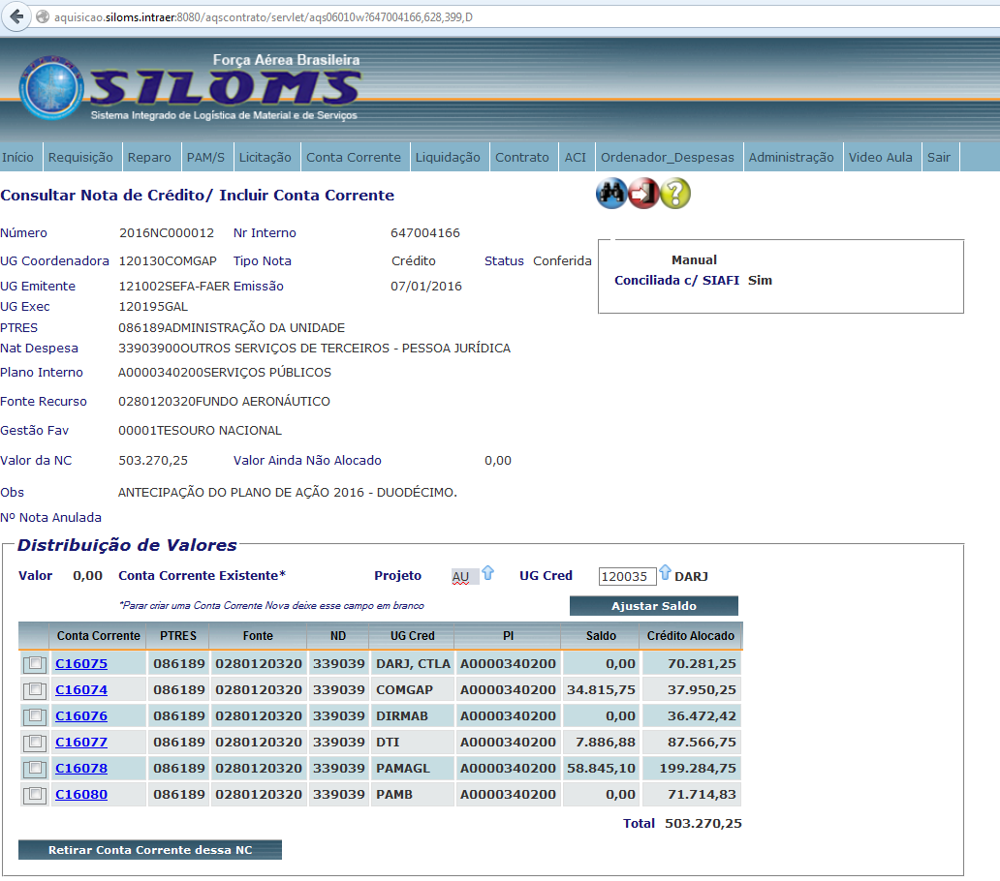 aquisicao.siloms.intraer:8080/aqscontrato/servlet/aqs06010w?647004166,628,399,D
Força Aérea Brasileira
SILOMS
Sistema Integrado de Logística de Material e de Serviços
Início Requisição Reparo PAM/S Licitação Conta Corrente Liquidação Contrato ACI Ordenador_Despesas Administração Video Aula Sair
Consultar Nota de Crédito/ Incluir Conta Corrente
Número 2016NC000012 Nr Interno 647004166
UG Coordenadora 120130COMGAP Tipo Nota Crédito Status Conferida
Manual
UG Emitente 121002SEFA-FAER Emissão 07/01/2016
Conciliada c/ SIAFI Sim
UG Exec 120195GAL
PTRES 086189ADMINISTRAÇÃO DA UNIDADE
Nat Despesa 33903900OUTROS SERVIÇOS DE TERCEIROS - PESSOA JURÍDICA
Plano Interno A0000340200SERVIÇOS PÚBLICOS
Fonte Recurso 0280120320FUNDO AERONÁUTICO
Gestão Fav 00001TESOURO NACIONAL
Valor da NC 503.270,25 Valor Ainda Não Alocado 0,00
Obs ANTECIPAÇÃO DO PLANO DE AÇÃO 2016 - DUODÉCIMO.
Nº Nota Anulada
Distribuição de Valores
Valor 0,00 Conta Corrente Existente* Projeto AU UG Cred 120035 DARJ
*Parar criar uma Conta Corrente Nova deixe esse campo em branco Ajustar Saldo
Conta Corrente PTRES Fonte ND UG Cred PI Saldo Crédito Alocado
C16075 086189 0280120320 339039 DARJ, CTLA A0000340200 0,00 70.281,25
C16074 086189 0280120320 339039 COMGAP A0000340200 34.815,75 37.950,25
C16076 086189 0280120320 339039 DIRMAB A0000340200 0,00 36.472,42
C16077 086189 0280120320 339039 DTI A0000340200 7.886,88 87.566,75
C16078 086189 0280120320 339039 PAMAGL A0000340200 58.845,10 199.284,75
C16080 086189 0280120320 339039 PAMB A0000340200 0,00 71.714,83
Total 503.270,25
Retirar Conta Corrente dessa NC